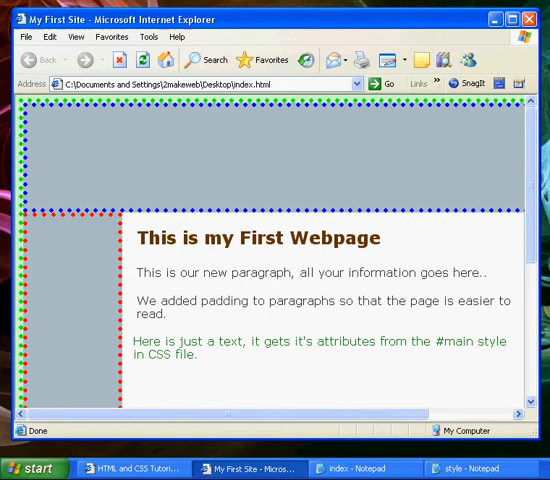 My First Site - Microsoft Internet Explorer
File Edit View Favorites Tools Help
Back Search Favorites
Address C:\Documents and Settings\2makeweb\Desktop\index.html Go Links » SnagIt
This is my First Webpage
This is our new paragraph, all your information goes here..
We added padding to paragraphs so that the page is easier to
read.
Here is just a text, it gets it's attributes from the #main style
in CSS file.
Done My Computer
start HTML and CSS Tutori... My First Site - Micros... index - Notepad style - Notepad